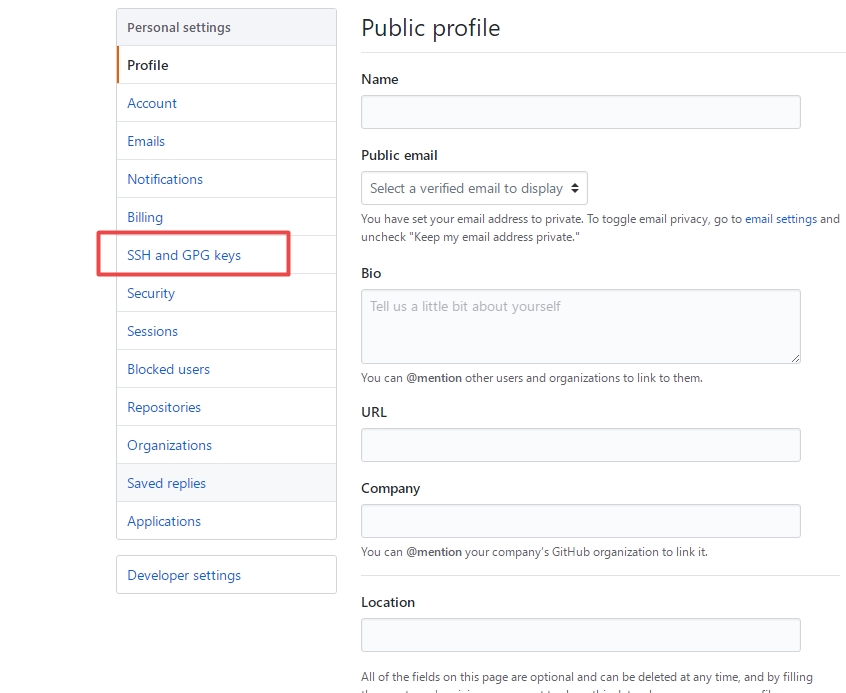 Personal settings
Profile
Account
Emails
Notifications
Billing
SSH and GPG keys
Security
Sessions
Blocked users
Repositories
Organizations
Saved replies
Applications
Developer settings
Public profile
Name
Public email
Select a verified email to display
You have set your email address to private. To toggle email privacy, go to email settings and
uncheck "Keep my email address private."
Bio
Tell us a little bit about yourself
You can @mention other users and organizations to link to them.
URL
Company
You can @mention your company's GitHub organization to link it.
Location
All of the fields on this page are optional and can be deleted at any time, and by filling